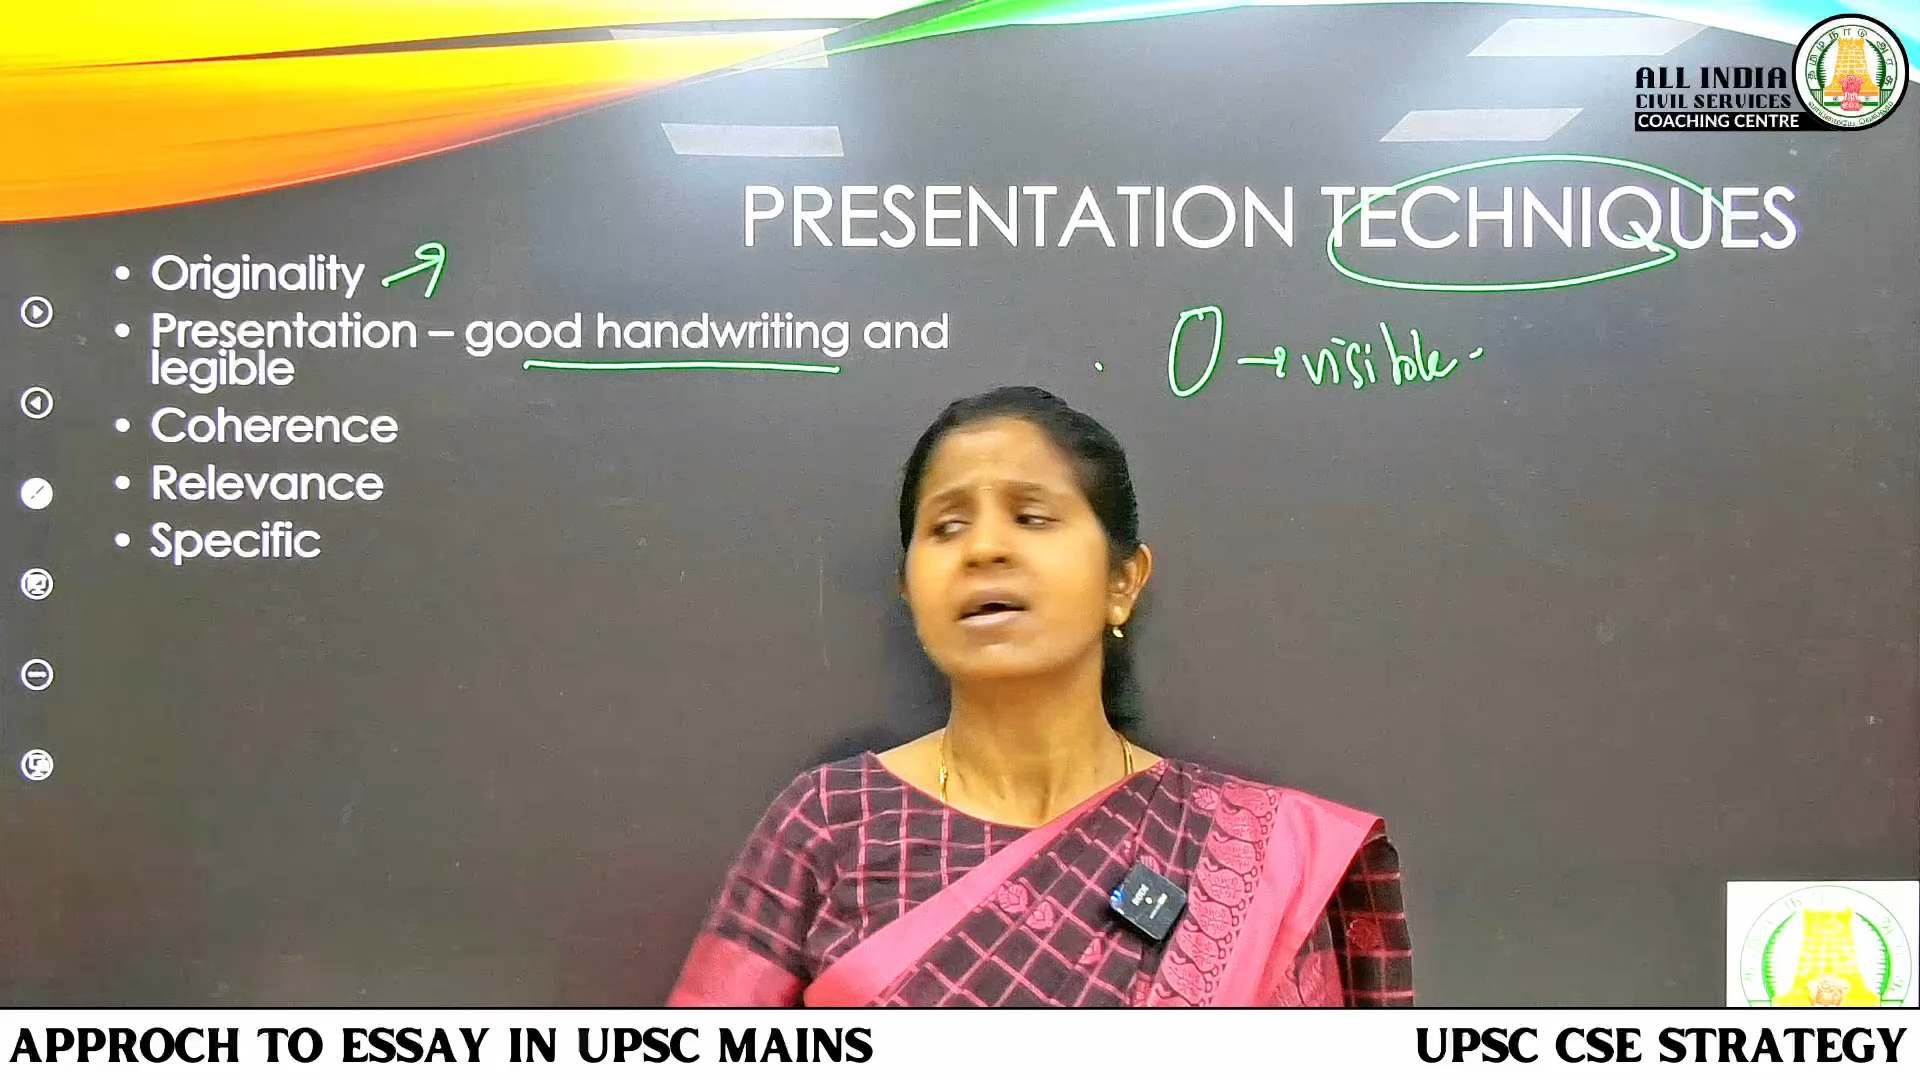 ALL INDIA
CIVIL SERVICES
COACHING CENTRE
PRESENTATION TECHNIQUES
• Originality
• Presentation – good handwriting and
legible
• Coherence
• Relevance
• Specific
O → visible
APPROCH TO ESSAY IN UPSC MAINS
UPSC CSE STRATEGY